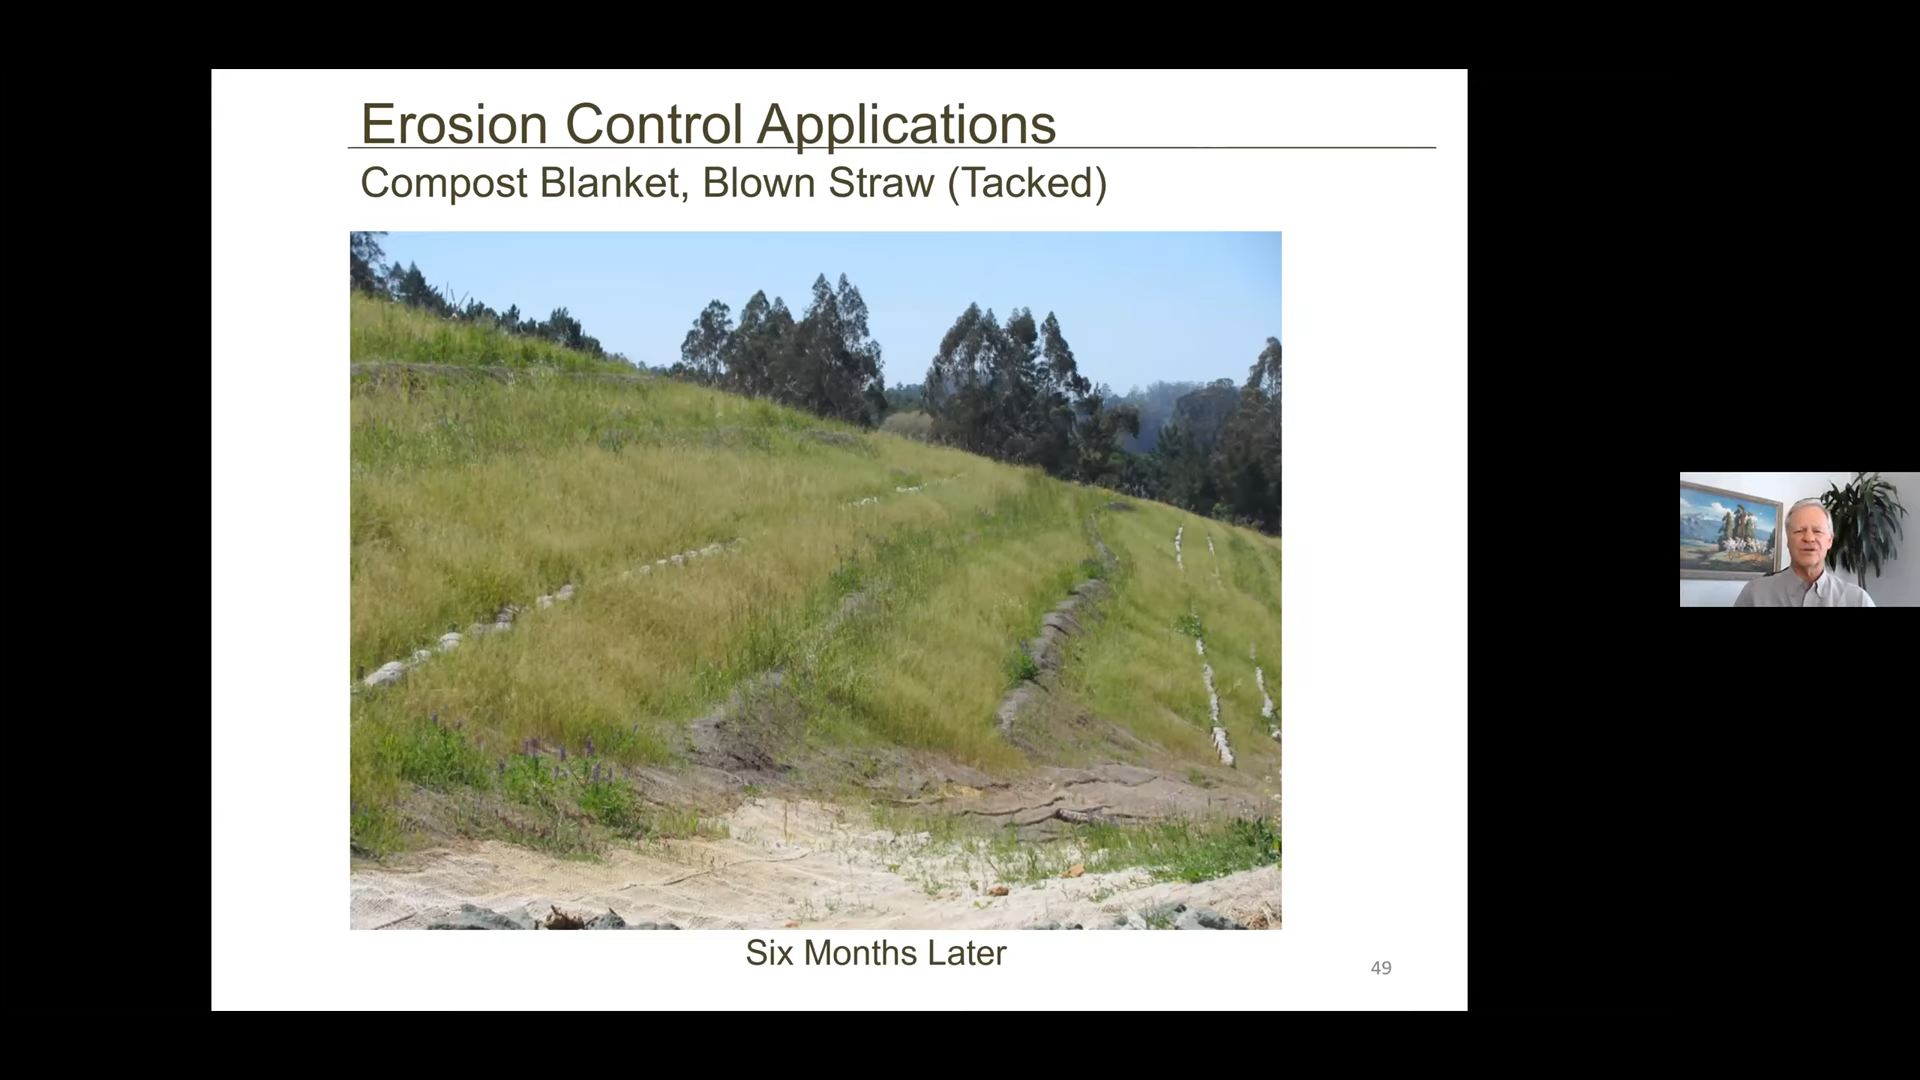 Erosion Control Applications
Compost Blanket, Blown Straw (Tacked)
Six Months Later
49